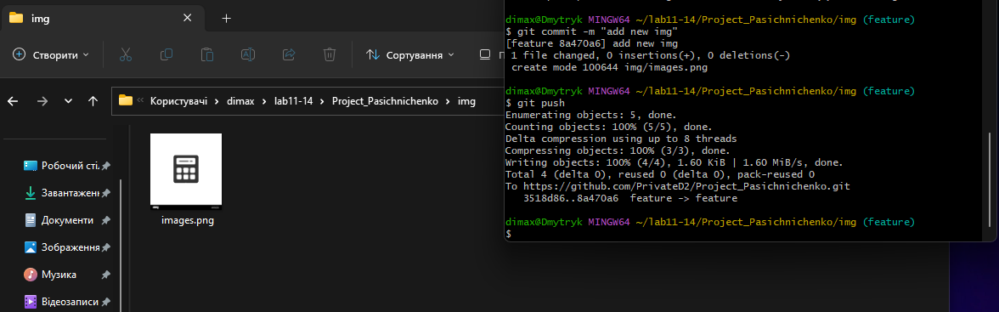 img
Створити
Сортування
Користувачі
dimax
lab11-14
Project_Pasichnichenko
img
Робочий сті
Завантажен
Документи
Зображення
Музика
Відеозаписи
images.png
dimax@Dmytryk MINGW64 ~/lab11-14/Project_Pasichnichenko/img (feature)
$ git commit -m "add new img"
[feature 8a470a6] add new img
1 file changed, 0 insertions(+), 0 deletions(-)
create mode 100644 img/images.png
dimax@Dmytryk MINGW64 ~/lab11-14/Project_Pasichnichenko/img (feature)
$ git push
Enumerating objects: 5, done.
Counting objects: 100% (5/5), done.
Delta compression using up to 8 threads
Compressing objects: 100% (3/3), done.
Writing objects: 100% (4/4), 1.60 KiB | 1.60 MiB/s, done.
Total 4 (delta 0), reused 0 (delta 0), pack-reused 0
To https://github.com/PrivateD2/Project_Pasichnichenko.git
3518d86..8a470a6  feature -> feature
dimax@Dmytryk MINGW64 ~/lab11-14/Project_Pasichnichenko/img (feature)
$